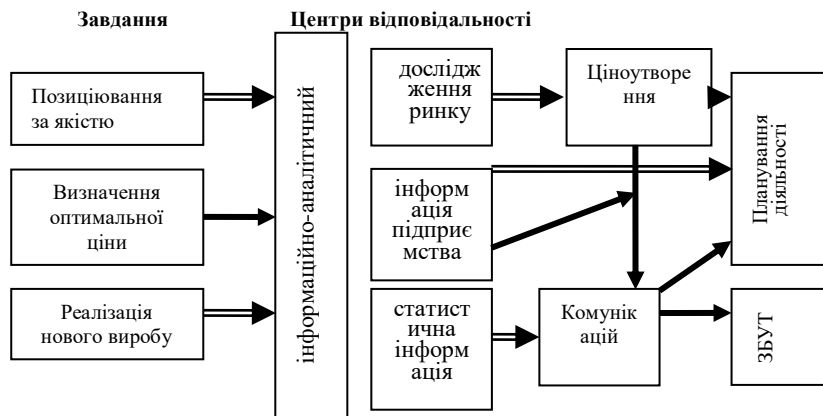 Завдання
Центри відповідальності
Позиціювання
за якістю
Визначення
оптимальної
ціни
Реалізація
нового виробу
інформаційно-аналітичний
дослідж
ження
ринку
інформ
ація
підприє
мства
статист
ична
інформ
ація
Ціноутворе
ння
Комунік
ацій
Планування
діяльності
ЗБУТ